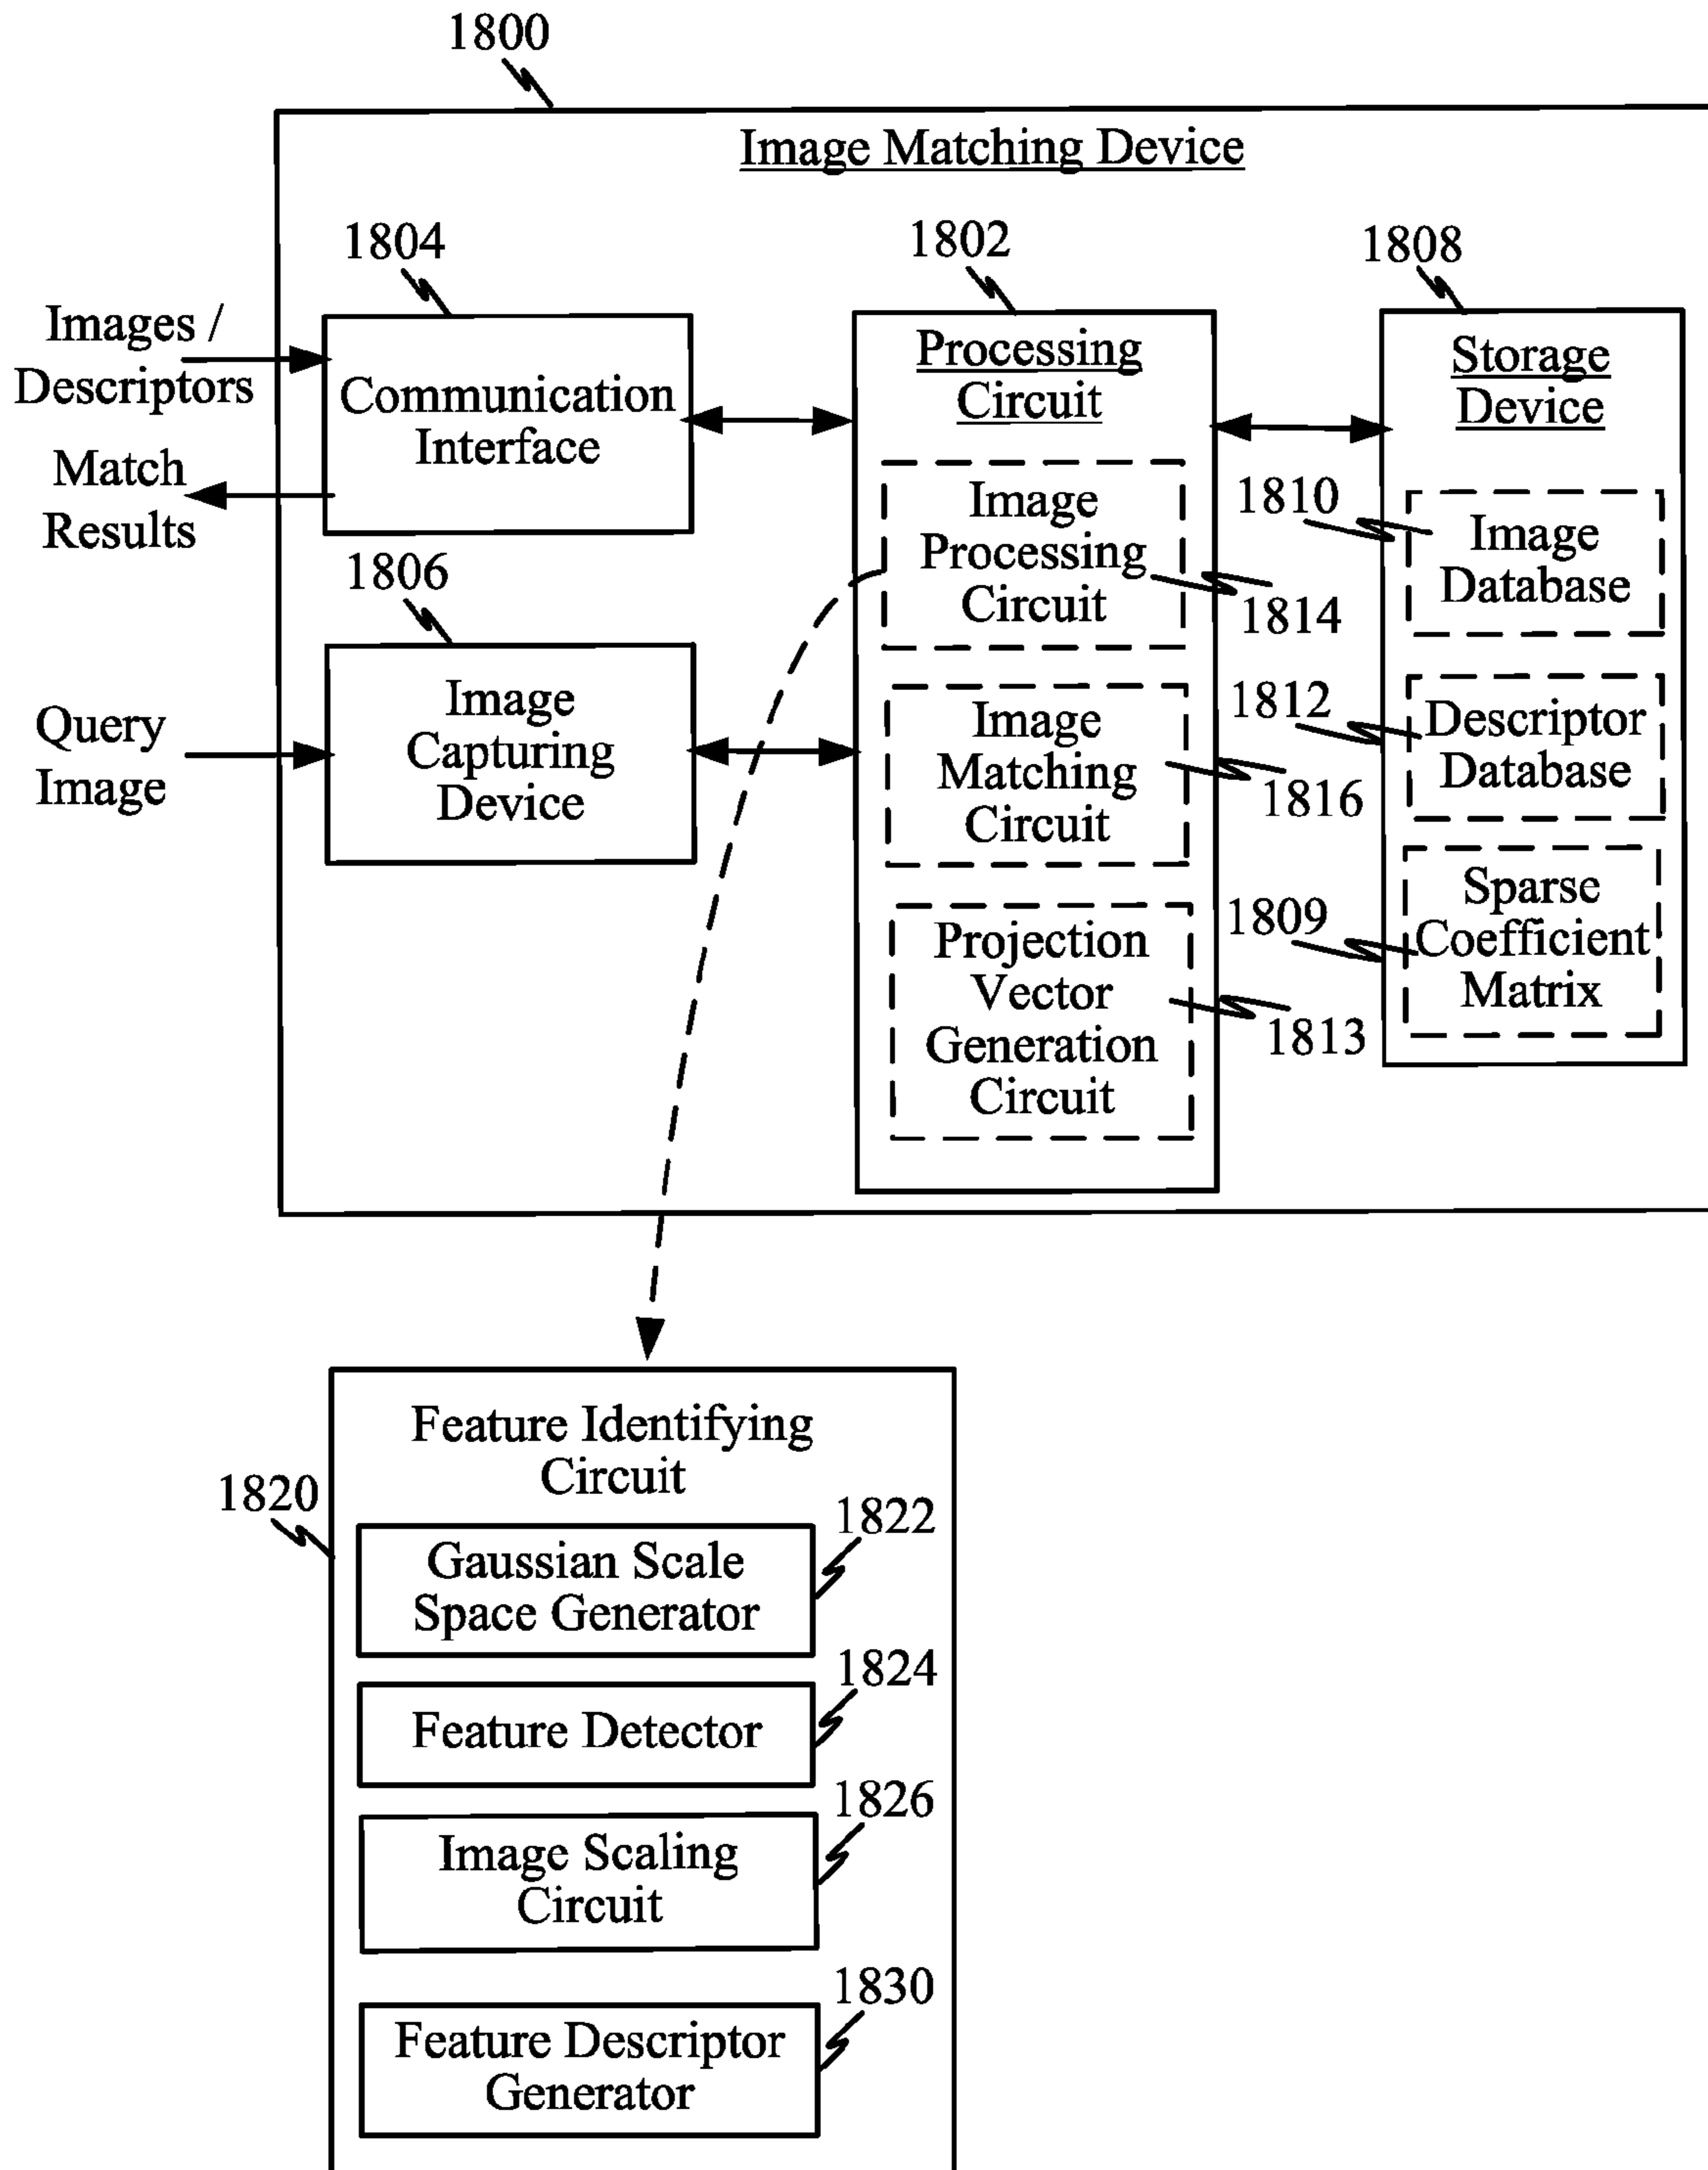 1800
Image Matching Device
1804
1802
1808
Images /
Descriptors
Match
Results
Communication
Interface
Processing
Circuit
Storage
Device
Image
Processing
Circuit
1814
1810
Image
Database
1806
Query
Image
Image
Capturing
Device
Image
Matching
Circuit
1816
1812
Descriptor
Database
Projection
Vector
Generation
Circuit
1813
1809
Sparse
Coefficient
Matrix
Feature Identifying
Circuit
1820
1822
Gaussian Scale
Space Generator
1824
Feature Detector
1826
Image Scaling
Circuit
1830
Feature Descriptor
Generator